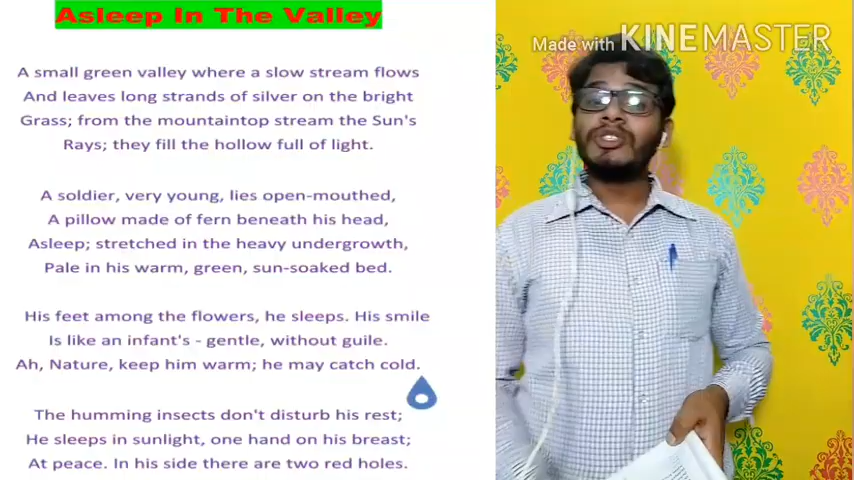 Asleep In The Valley
Made with KINEMASTER
A small green valley where a slow stream flows
And leaves long strands of silver on the bright
Grass; from the mountaintop stream the Sun's
Rays; they fill the hollow full of light.
A soldier, very young, lies open-mouthed,
A pillow made of fern beneath his head,
Asleep; stretched in the heavy undergrowth,
Pale in his warm, green, sun-soaked bed.
His feet among the flowers, he sleeps. His smile
Is like an infant's - gentle, without guile.
Ah, Nature, keep him warm; he may catch cold.
The humming insects don't disturb his rest;
He sleeps in sunlight, one hand on his breast;
At peace. In his side there are two red holes.